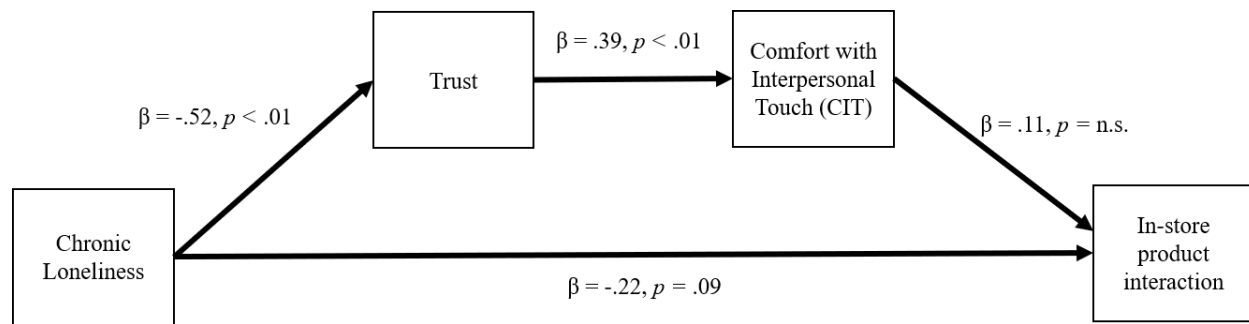 Trust
β = .39, p < .01
Comfort with
Interpersonal
Touch (CIT)
β = -.52, p < .01
β = .11, p = n.s.
Chronic
Loneliness
In-store
product
interaction
β = -.22, p = .09